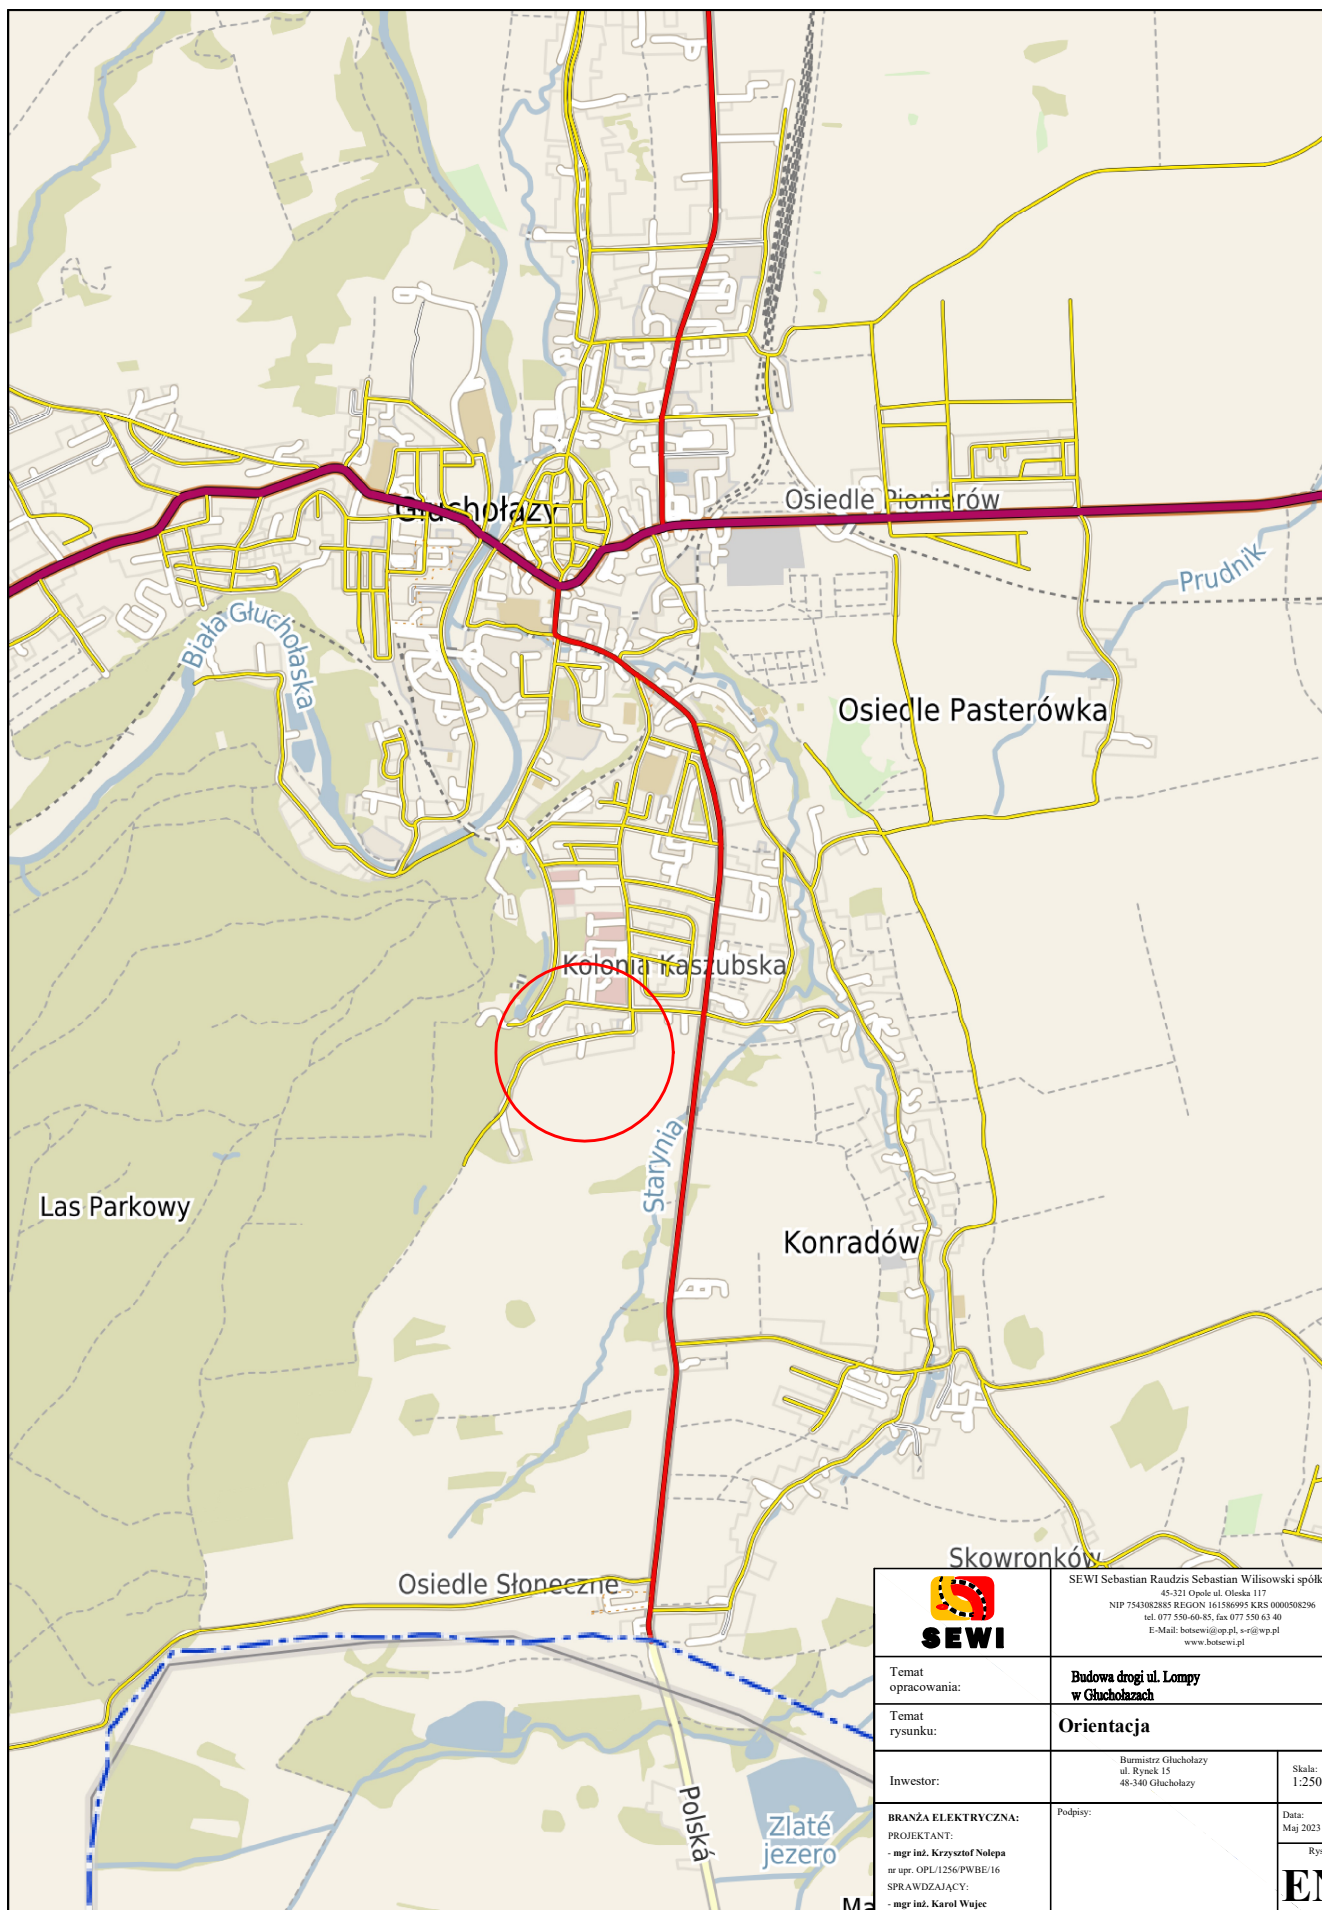 Głuchołazy
Osiedle Pionierów
Prudnik
Biała Głuchołaska
Osiedle Pasterówka
Kolonia Kaszubska
Starynia
Las Parkowy
Konradów
Skowronków
Osiedle Słoneczne
Polská
Zlaté
jezero
SEWI
SEWI Sebastian Raudzis Sebastian Wilisowski spółk
45-321 Opole ul. Oleska 117
NIP 7543082885 REGON 161586995 KRS 0000508296
tel. 077 550-60-85, fax 077 550 63 40
E-Mail: botsewi@op.pl, s-r@wp.pl
www.botsewi.pl
Temat
opracowania:
Budowa drogi ul. Lompy
w Głuchołazach
Temat
rysunku:
Orientacja
Inwestor:
Burmistrz Głuchołazy
ul. Rynek 15
48-340 Głuchołazy
Skala:
1:250
BRANŻA ELEKTRYCZNA:
PROJEKTANT:
- mgr inż. Krzysztof Nolepa
nr upr. OPL/1256/PWBE/16
SPRAWDZAJĄCY:
- mgr inż. Karol Wujec
Podpisy:
Data:
Maj 2023
Rys